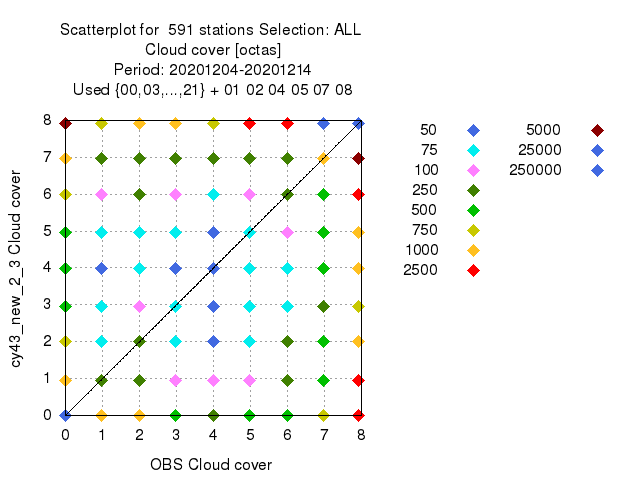 Scatterplot for 591 stations Selection: ALL
Cloud cover [octas]
Period: 20201204-20201214
Used {00,03,...,21} + 01 02 04 05 07 08
cy43_new_2_3 Cloud cover
8
7
6
5
4
3
2
1
0
0 1 2 3 4 5 6 7 8
OBS Cloud cover
50
75
100
250
500
750
1000
2500
5000
25000
250000